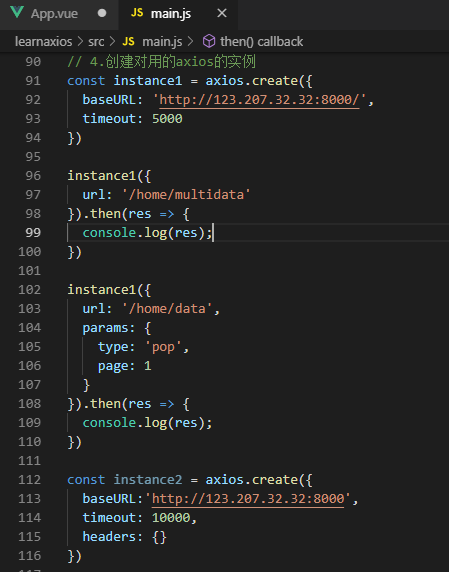 App.vue
JS main.js
learnaxios > src > JS main.js > then() callback
90 // 4.创建对用的axios的实例
91 const instance1 = axios.create({
92 baseURL: 'http://123.207.32.32:8000/',
93 timeout: 5000
94 })
95
96 instance1({
97 url: '/home/multidata'
98 }).then(res => {
99 console.log(res);
100 })
101
102 instance1({
103 url: '/home/data',
104 params: {
105 type: 'pop',
106 page: 1
107 }
108 }).then(res => {
109 console.log(res);
110 })
111
112 const instance2 = axios.create({
113 baseURL:'http://123.207.32.32:8000',
114 timeout: 10000,
115 headers: {}
116 })